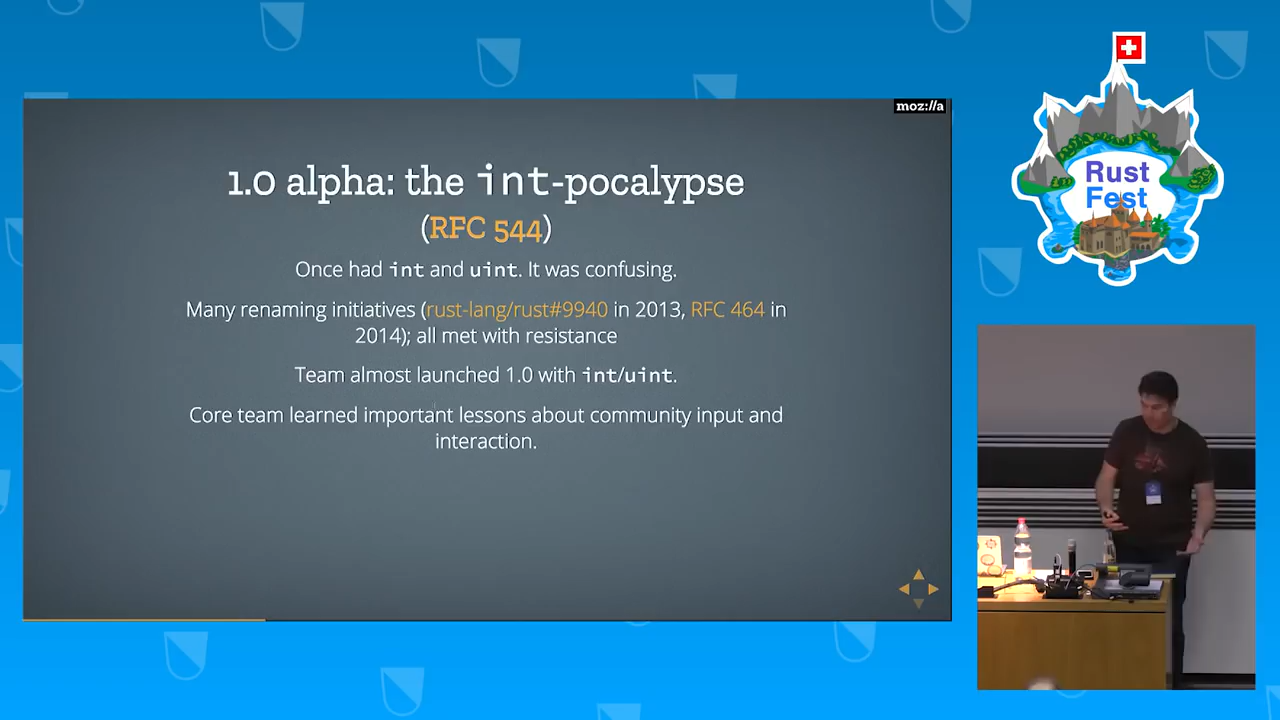 moz://a
1.0 alpha: the int-pocalypse
(RFC 544)
Once had int and uint. It was confusing.
Many renaming initiatives (rust-lang/rust#9940 in 2013, RFC 464 in
2014); all met with resistance
Team almost launched 1.0 with int/uint.
Core team learned important lessons about community input and
interaction.
Rust
Fest